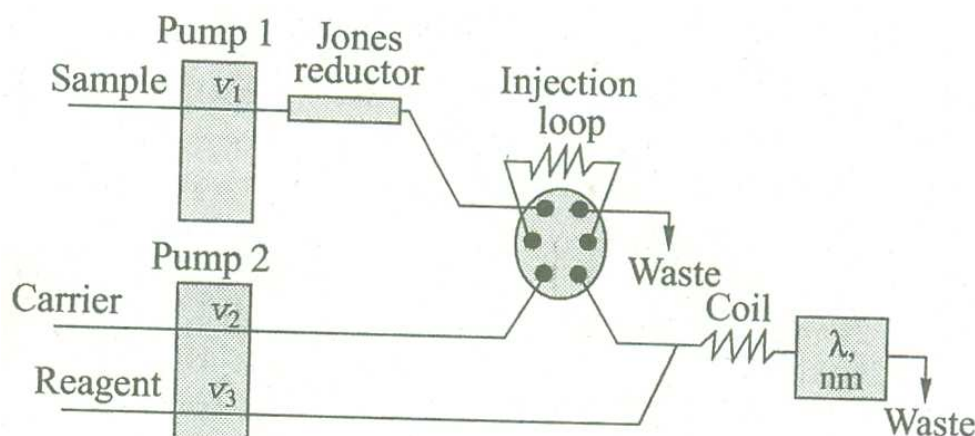 Pump 1
Jones
reductor
Sample
v₁
Injection
loop
Pump 2
Waste
Carrier
v₂
Coil
λ,
nm
Reagent
v₃
Waste